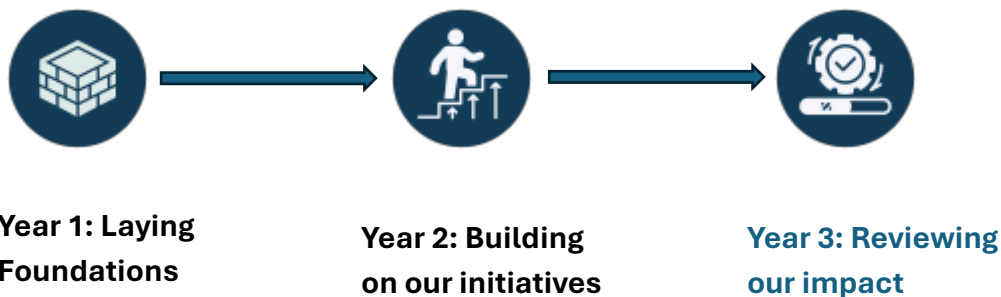 Year 1: Laying
Foundations
Year 2: Building
on our initiatives
Year 3: Reviewing
our impact